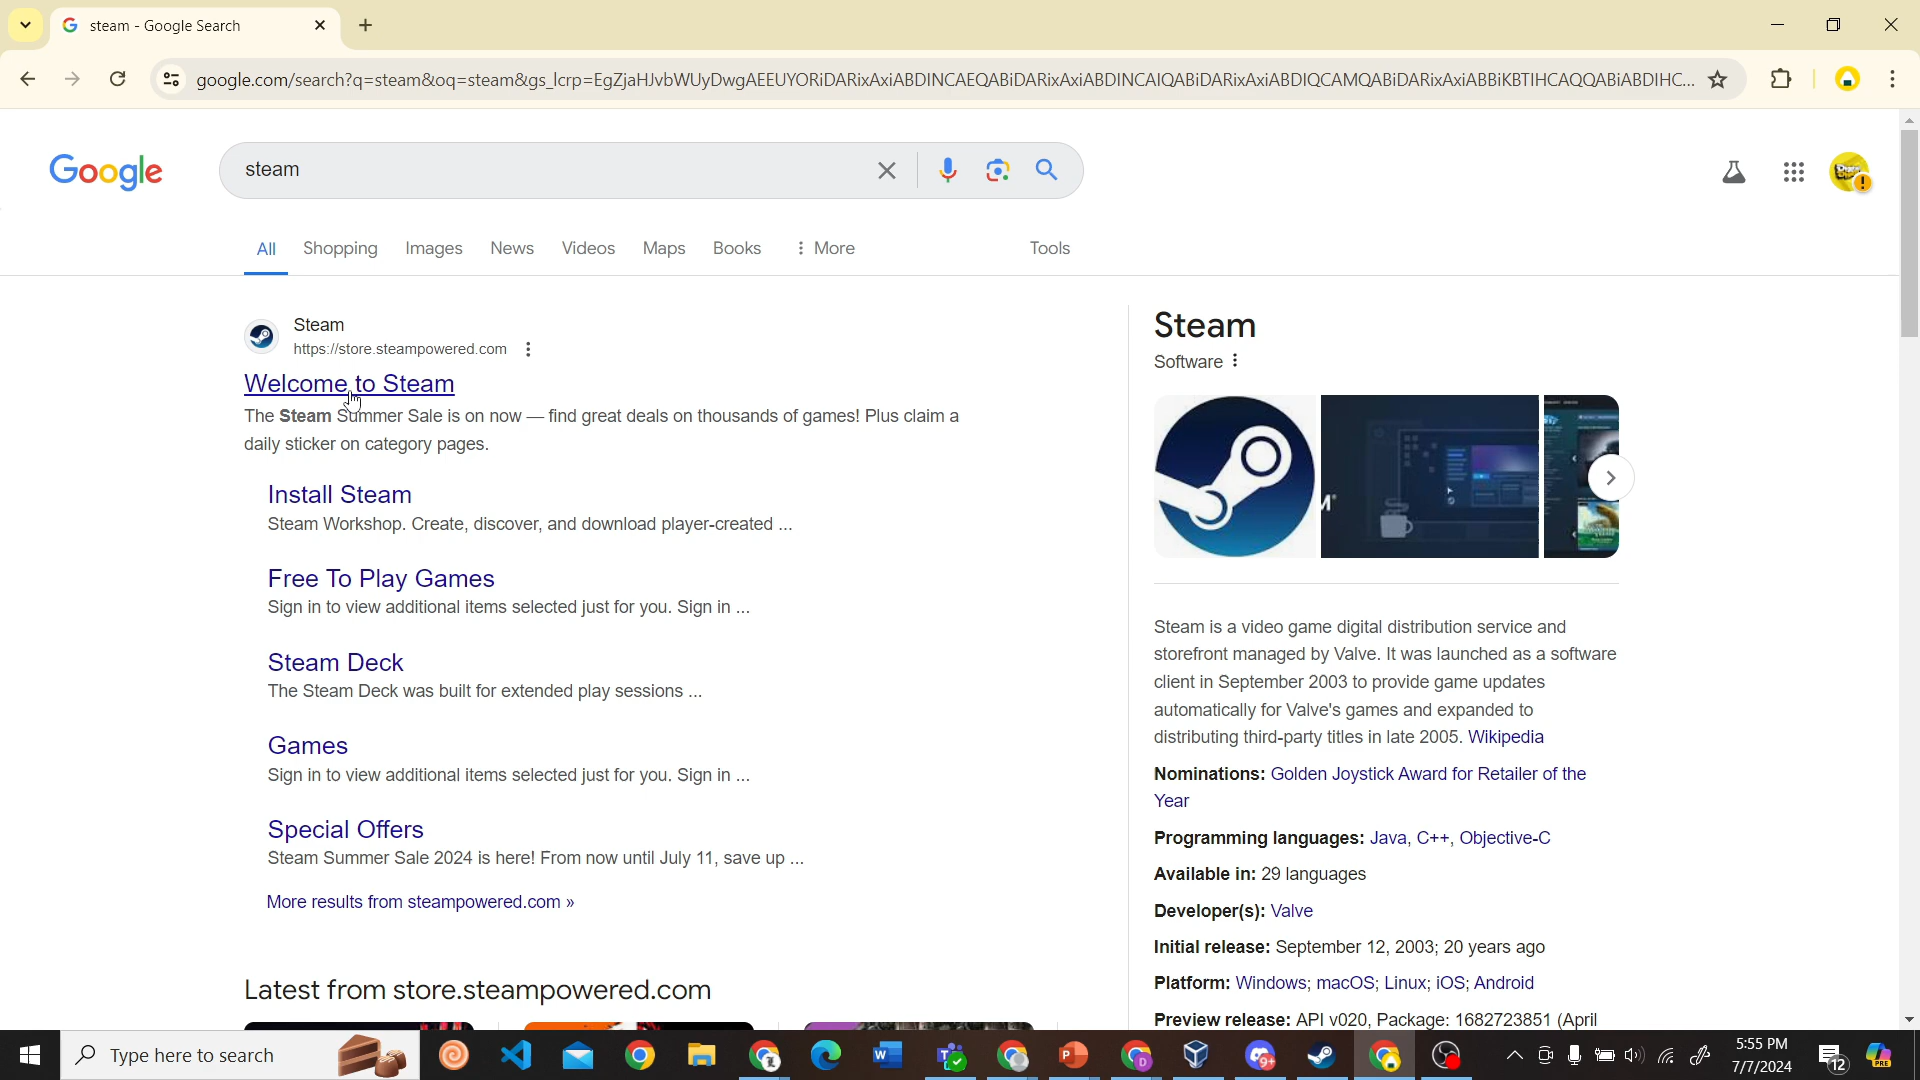 steam - Google Search
google.com/search?q=steam&oq=steam&gs_lcrp=EgZjaHJvbWUyDwgAEEUYORiDARixAxiABDINCAEQABiDARixAxiABDINCAIQABiDARixAxiABDIQCAMQABiDARixAxiABBiKBTIHCAQQABiABDIHC...
Google
steam
All Shopping Images News Videos Maps Books More Tools
Steam
https://store.steampowered.com
Welcome to Steam
The Steam Summer Sale is on now — find great deals on thousands of games! Plus claim a
daily sticker on category pages.
Install Steam
Steam Workshop. Create, discover, and download player-created ...
Free To Play Games
Sign in to view additional items selected just for you. Sign in ...
Steam Deck
The Steam Deck was built for extended play sessions ...
Games
Sign in to view additional items selected just for you. Sign in ...
Special Offers
Steam Summer Sale 2024 is here! From now until July 11, save up ...
More results from steampowered.com »
Latest from store.steampowered.com
Steam
Software
Steam is a video game digital distribution service and
storefront managed by Valve. It was launched as a software
client in September 2003 to provide game updates
automatically for Valve's games and expanded to
distributing third-party titles in late 2005. Wikipedia
Nominations: Golden Joystick Award for Retailer of the
Year
Programming languages: Java, C++, Objective-C
Available in: 29 languages
Developer(s): Valve
Initial release: September 12, 2003; 20 years ago
Platform: Windows; macOS; Linux; iOS; Android
Preview release: API v020, Package: 1682723851 (April
Type here to search
5:55 PM
7/7/2024
12